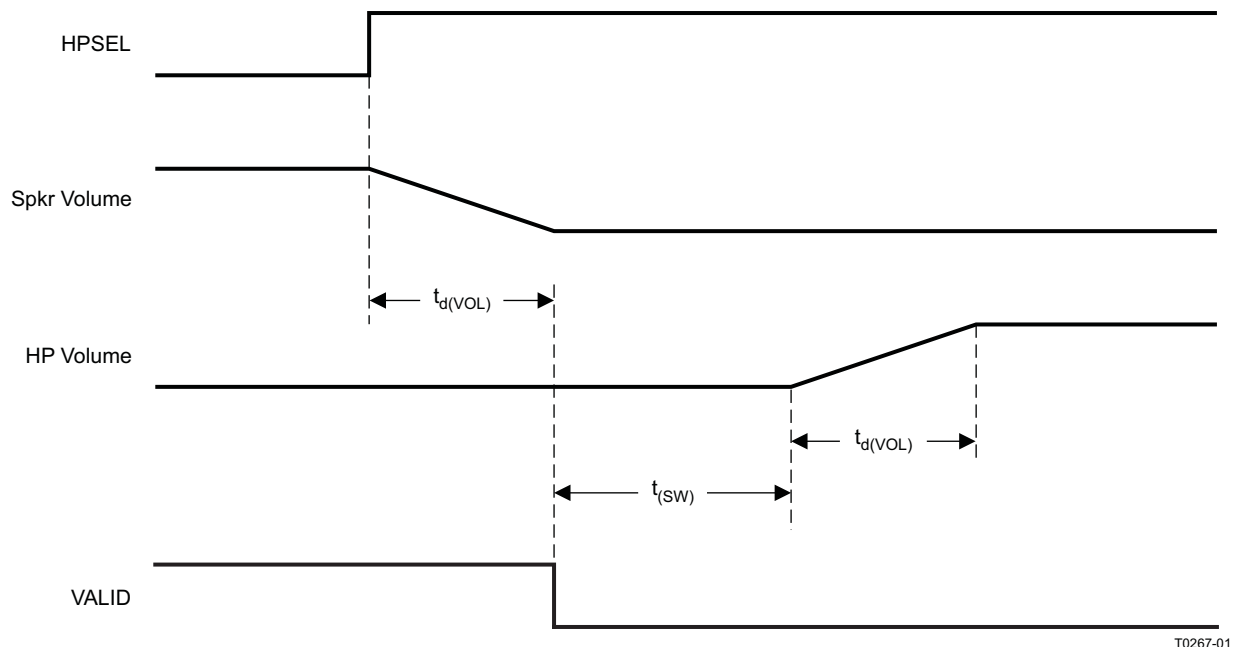 HPSEL
Spkr Volume
td(VOL)
HP Volume
td(VOL)
t(SW)
VALID
T0267-01